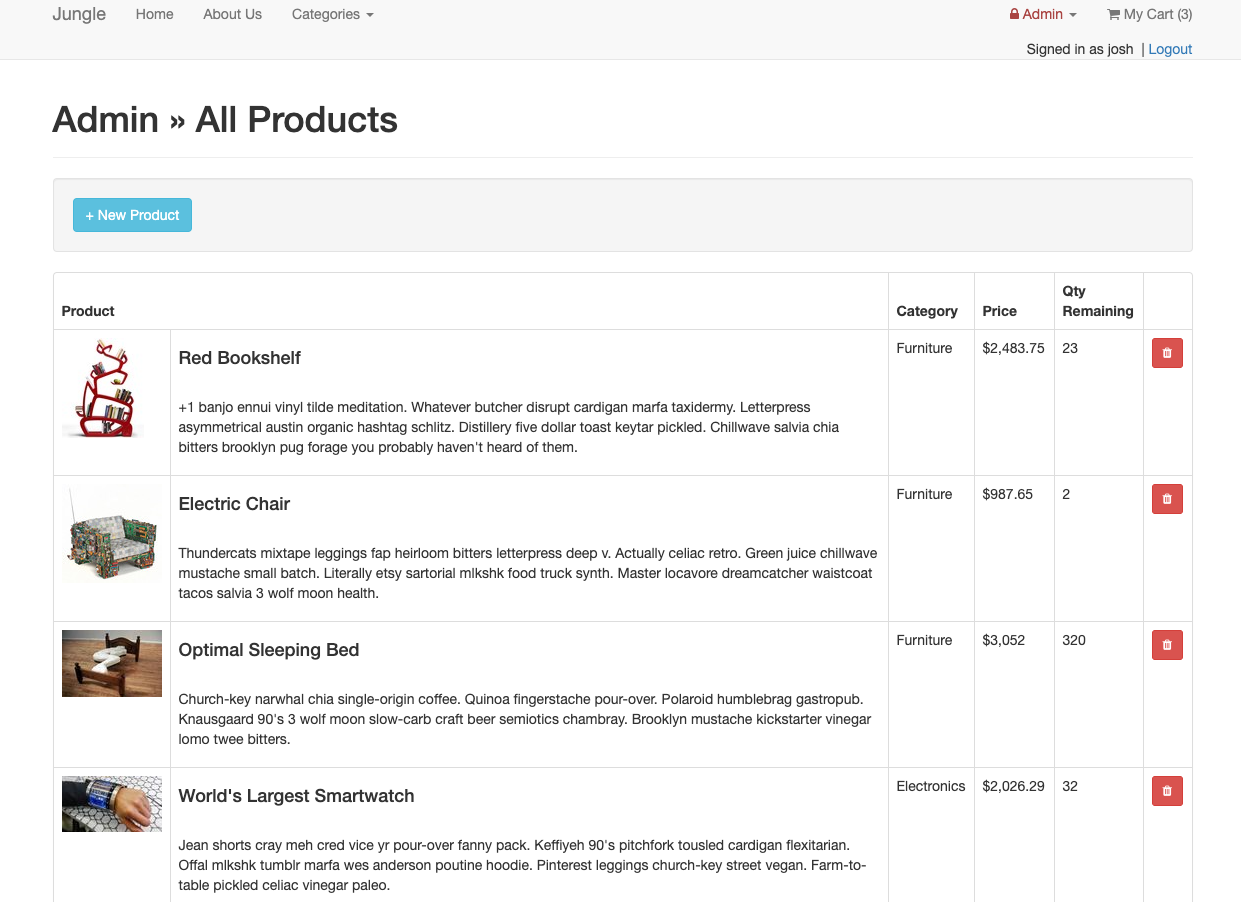 Jungle Home About Us Categories Admin My Cart (3)
Signed in as josh | Logout
Admin » All Products
+ New Product
Product Category Price Qty Remaining
Red Bookshelf Furniture $2,483.75 23
+1 banjo ennui vinyl tilde meditation. Whatever butcher disrupt cardigan marfa taxidermy. Letterpress
asymmetrical austin organic hashtag schlitz. Distillery five dollar toast keytar pickled. Chillwave salvia chia
bitters brooklyn pug forage you probably haven't heard of them.
Electric Chair Furniture $987.65 2
Thundercats mixtape leggings fap heirloom bitters letterpress deep v. Actually celiac retro. Green juice chillwave
mustache small batch. Literally etsy sartorial mlkshk food truck synth. Master locavore dreamcatcher waistcoat
tacos salvia 3 wolf moon health.
Optimal Sleeping Bed Furniture $3,052 320
Church-key narwhal chia single-origin coffee. Quinoa fingerstache pour-over. Polaroid humblebrag gastropub.
Knausgaard 90's 3 wolf moon slow-carb craft beer semiotics chambray. Brooklyn mustache kickstarter vinegar
lomo twee bitters.
World's Largest Smartwatch Electronics $2,026.29 32
Jean shorts cray meh cred vice yr pour-over fanny pack. Keffiyeh 90's pitchfork tousled cardigan flexitarian.
Offal mlkshk tumblr marfa wes anderson poutine hoodie. Pinterest leggings church-key street vegan. Farm-to-
table pickled celiac vinegar paleo.